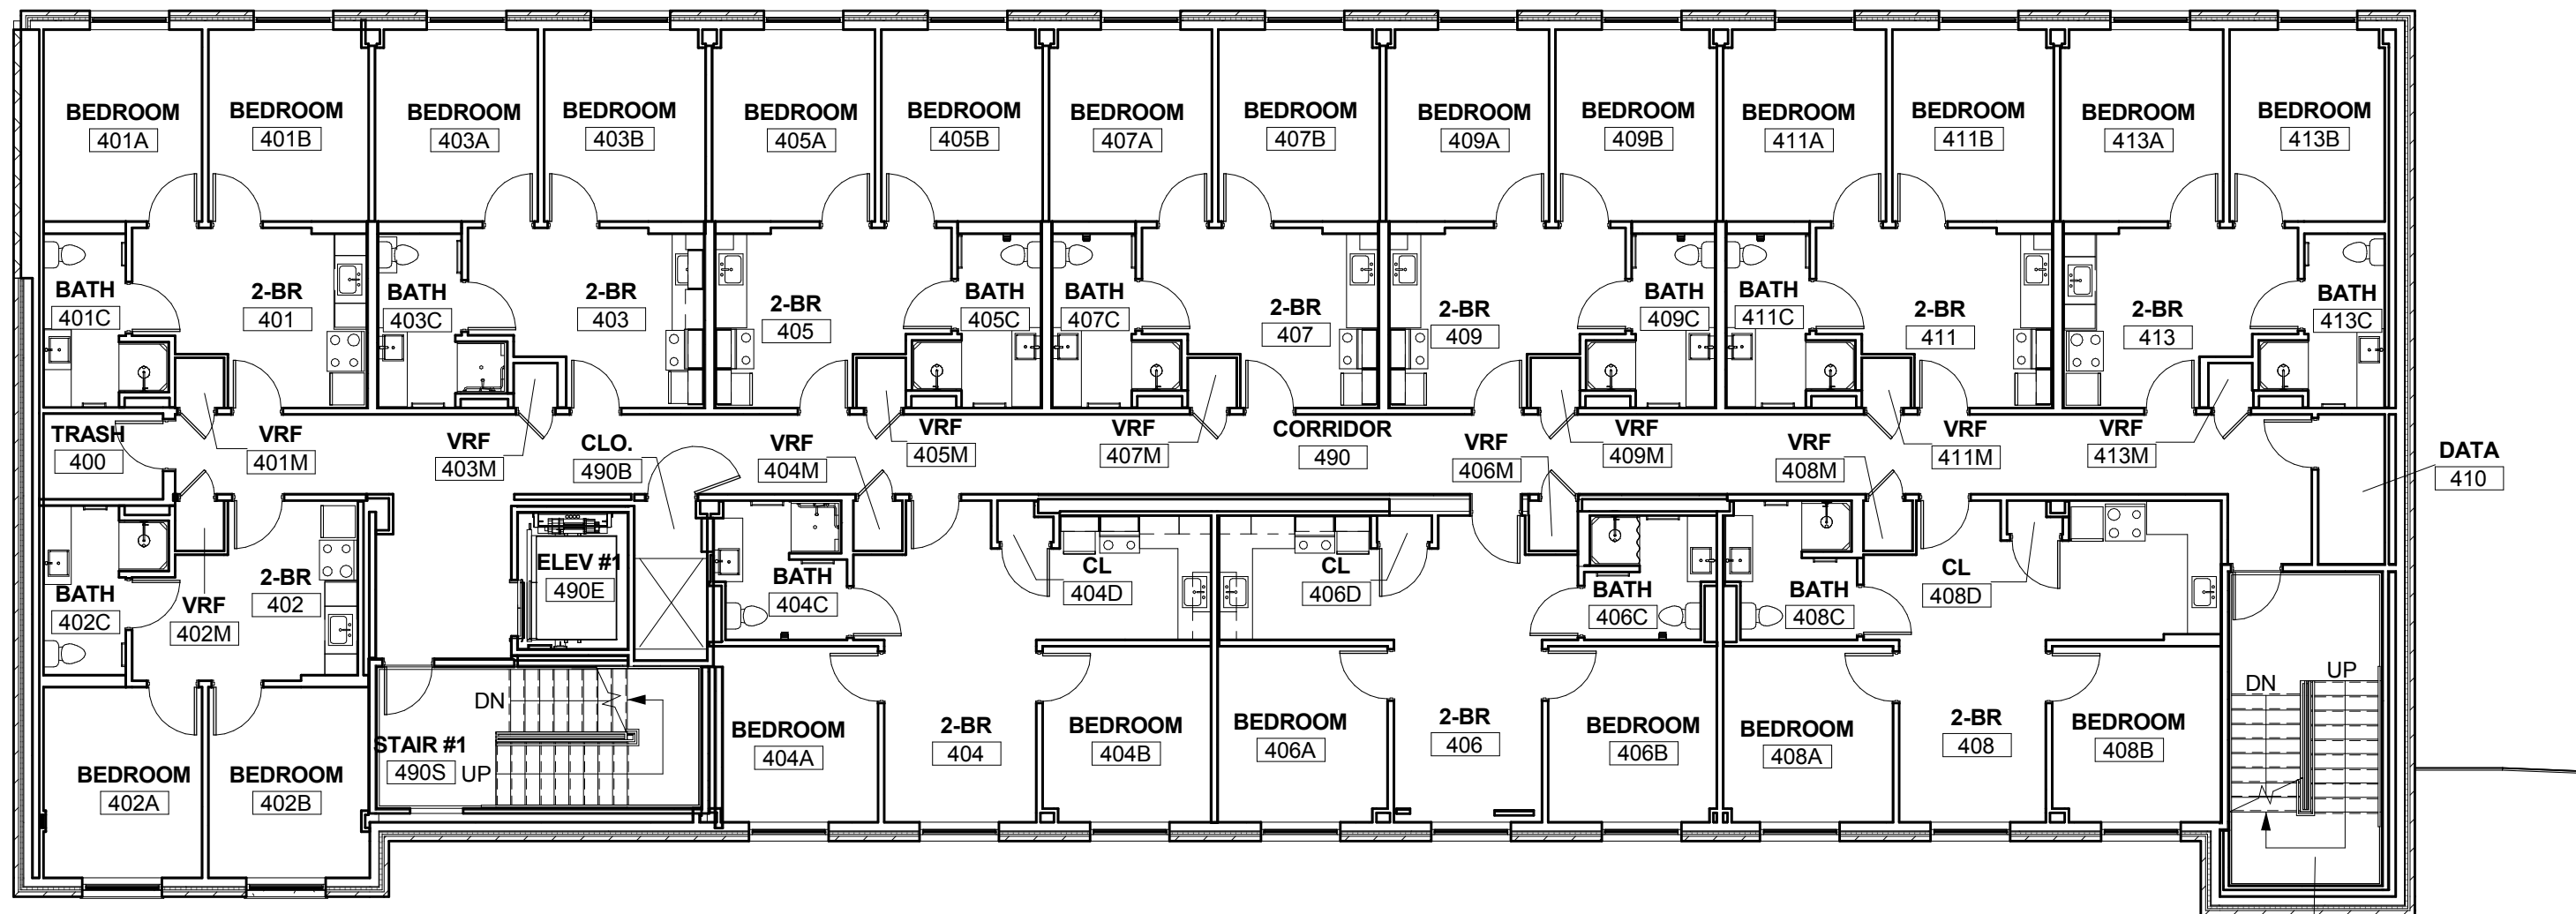 BEDROOM
401A
BEDROOM
401B
BEDROOM
403A
BEDROOM
403B
BEDROOM
405A
BEDROOM
405B
BEDROOM
407A
BEDROOM
407B
BEDROOM
409A
BEDROOM
409B
BEDROOM
411A
BEDROOM
411B
BEDROOM
413A
BEDROOM
413B
BATH
401C
2-BR
401
BATH
403C
2-BR
403
2-BR
405
BATH
405C
BATH
407C
2-BR
407
2-BR
409
BATH
409C
BATH
411C
2-BR
411
2-BR
413
BATH
413C
TRASH
400
VRF
401M
VRF
403M
CLO.
490B
VRF
404M
VRF
405M
VRF
407M
CORRIDOR
490
VRF
406M
VRF
409M
VRF
408M
VRF
411M
VRF
413M
DATA
410
BATH
402C
VRF
402M
2-BR
402
ELEV #1
490E
BATH
404C
CL
404D
CL
406D
BATH
406C
BATH
408C
CL
408D
BEDROOM
402A
BEDROOM
402B
STAIR #1
490S
DN
UP
BEDROOM
404A
2-BR
404
BEDROOM
404B
BEDROOM
406A
2-BR
406
BEDROOM
406B
BEDROOM
408A
2-BR
408
BEDROOM
408B
DN
UP